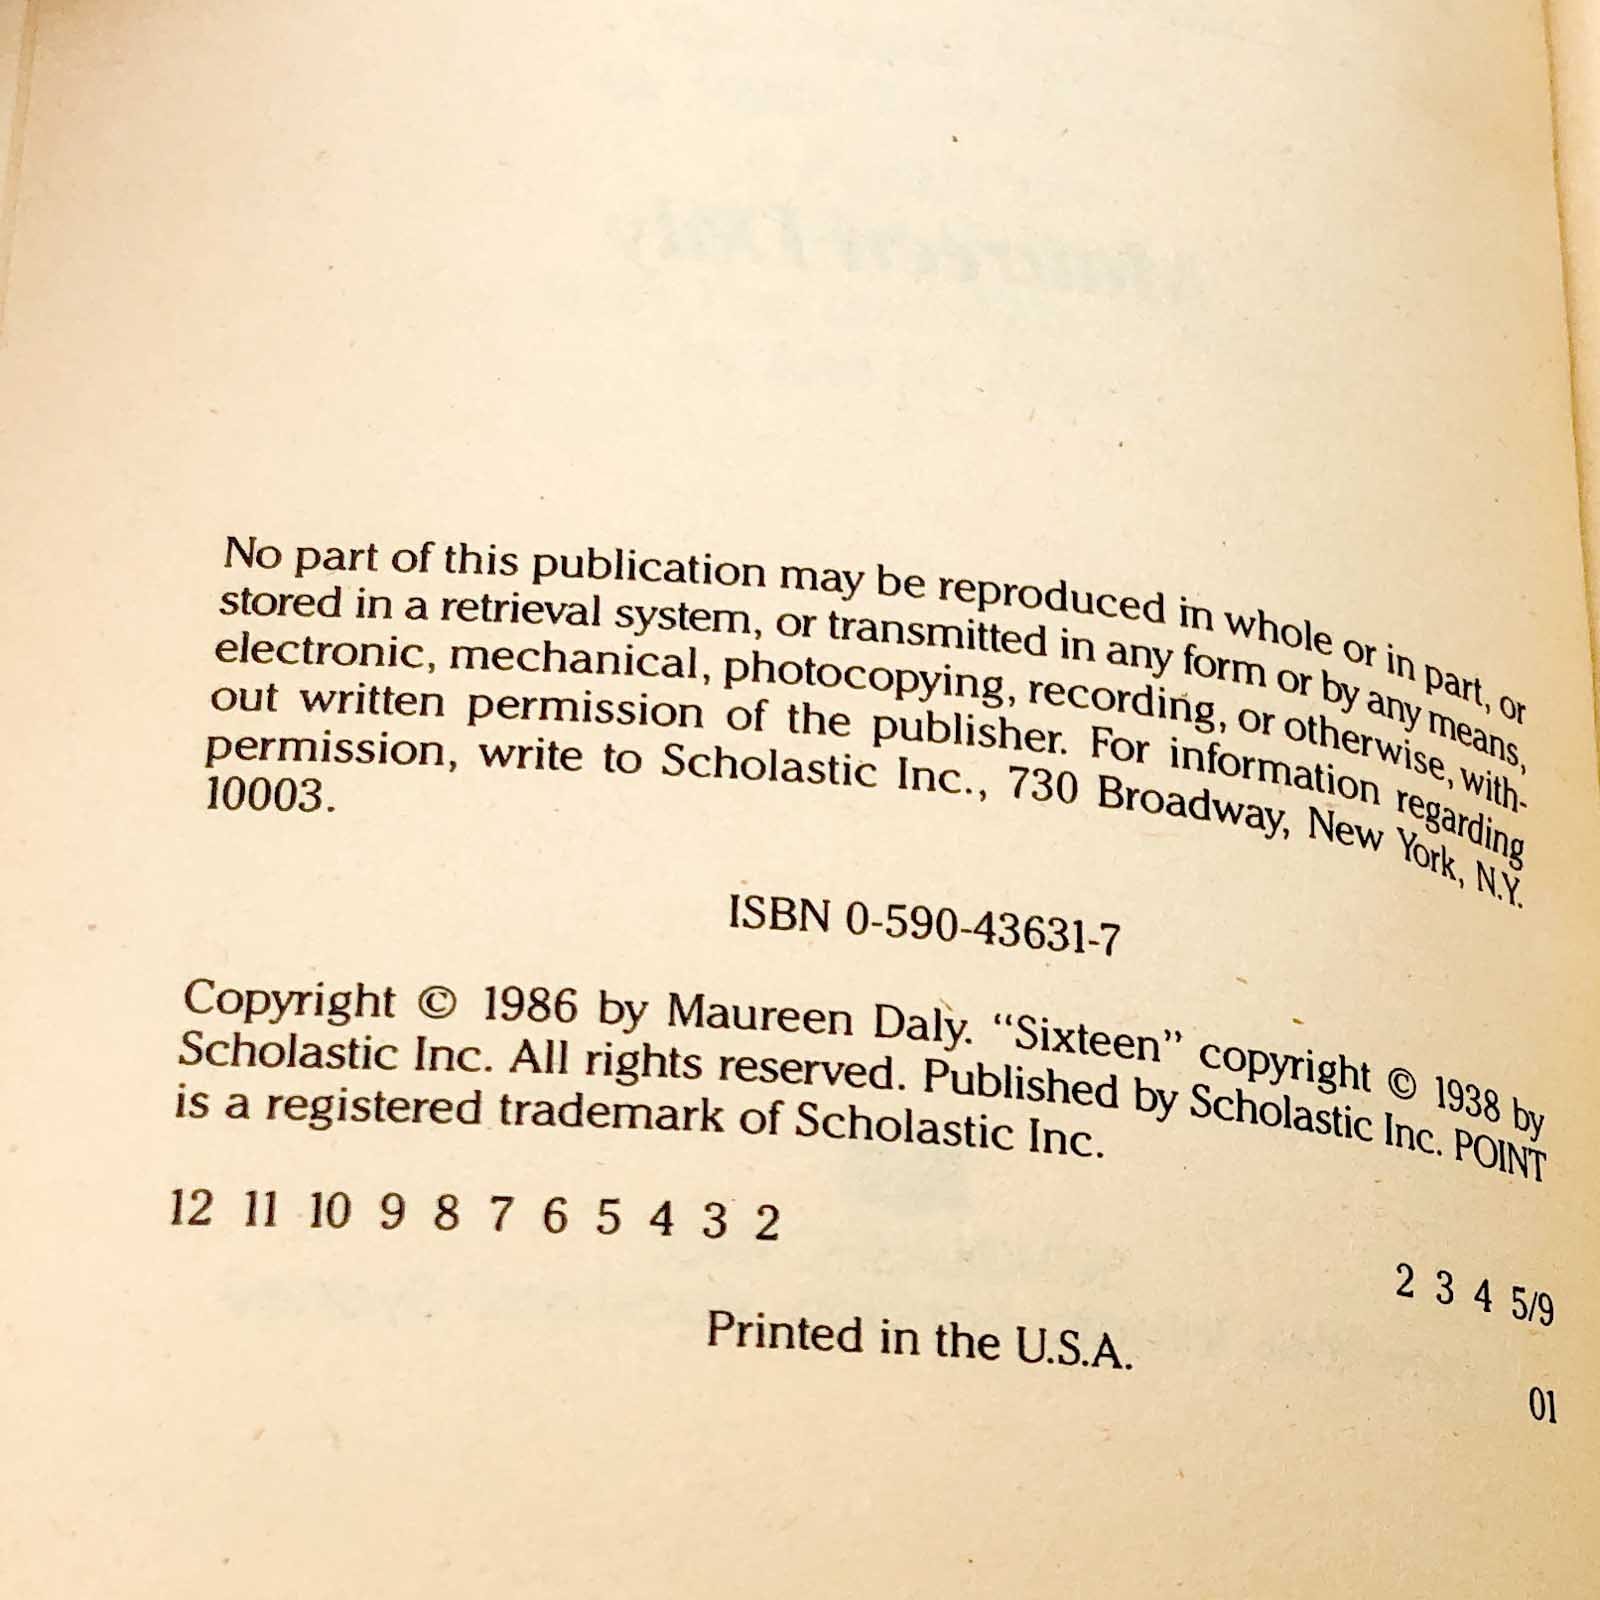 No part of this publication may be reproduced in whole or in part, or
stored in a retrieval system, or transmitted in any form or by any means,
electronic, mechanical, photocopying, recording, or otherwise, with-
out written permission of the publisher. For information regarding
permission, write to Scholastic Inc., 730 Broadway, New York, N.Y.
10003.
ISBN 0-590-43631-7
Copyright © 1986 by Maureen Daly. “Sixteen” copyright © 1938 by
Scholastic Inc. All rights reserved. Published by Scholastic Inc. POINT
is a registered trademark of Scholastic Inc.
12 11 10 9 8 7 6 5 4 3 2
2 3 4 5/9
Printed in the U.S.A.
01